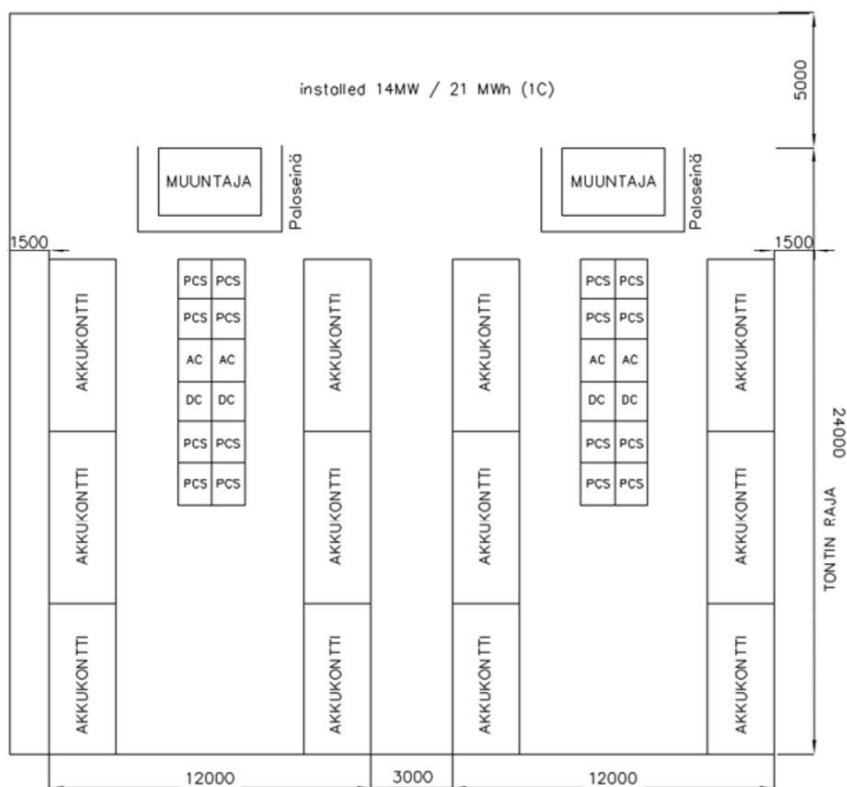 installed 14MW / 21 MWh (1C)
5000
MUUNTAJA
Paloseinä
MUUNTAJA
Paloseinä
1500
1500
AKKUKONTTI
PCS PCS
PCS PCS
AC AC
DC DC
PCS PCS
PCS PCS
AKKUKONTTI
AKKUKONTTI
PCS PCS
PCS PCS
AC AC
DC DC
PCS PCS
PCS PCS
AKKUKONTTI
24000
TONTIN RAJA
AKKUKONTTI
AKKUKONTTI
AKKUKONTTI
AKKUKONTTI
AKKUKONTTI
AKKUKONTTI
AKKUKONTTI
AKKUKONTTI
12000
3000
12000